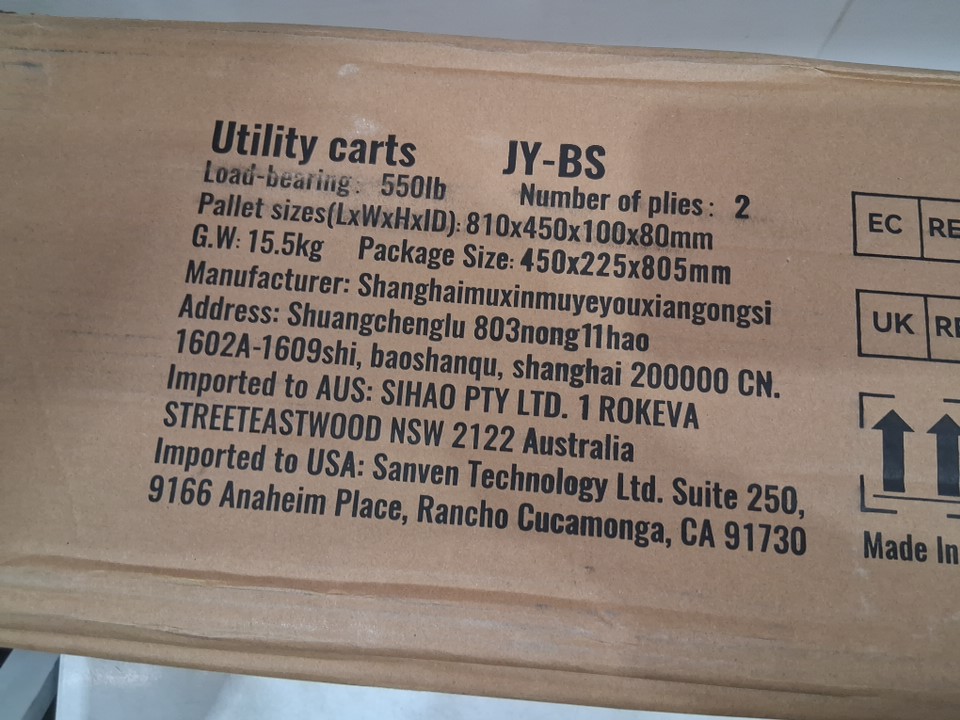 Utility carts JY-BS
Load-bearing: 550lb Number of plies: 2
Pallet sizes(LxWxHxID): 810x450x100x80mm
G.W: 15.5kg Package Size: 450x225x805mm
Manufacturer: Shanghaimuxinmuyeyouxiangongsi
Address: Shuangchenglu 803nong11hao
1602A-1609shi, baoshanqu, shanghai 200000 CN.
Imported to AUS: SIHAO PTY LTD. 1 ROKEVA
STREETEASTWOOD NSW 2122 Australia
Imported to USA: Sanven Technology Ltd. Suite 250,
9166 Anaheim Place, Rancho Cucamonga, CA 91730
EC RE
UK RE
Made In